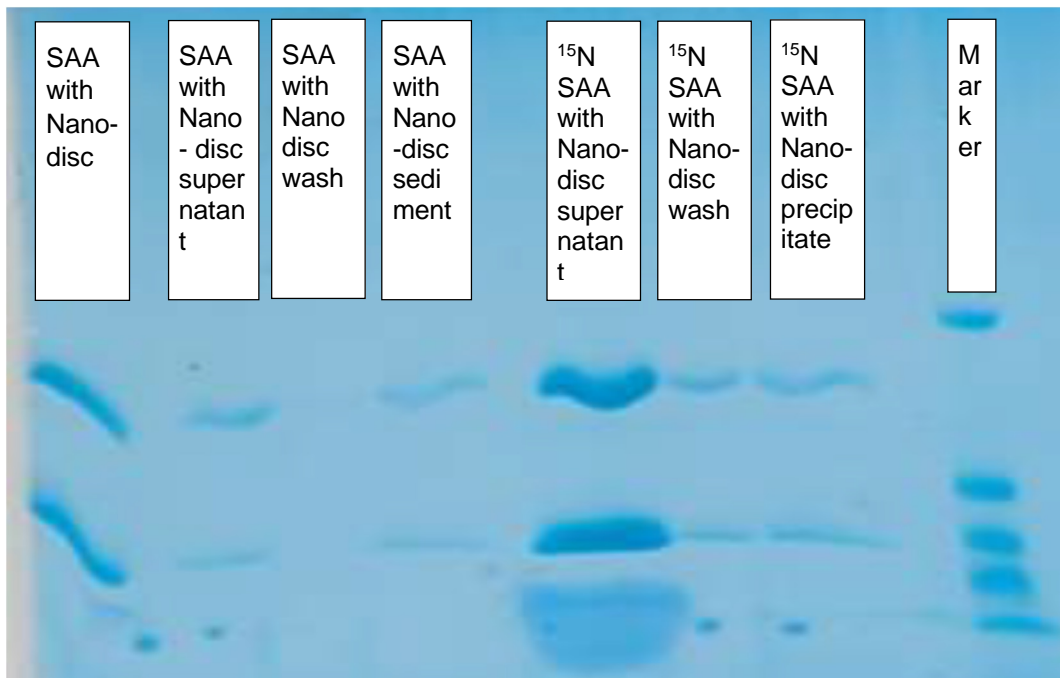 SAA
with
Nano-
disc
SAA
with
Nano
- disc
super
natan
t
SAA
with
Nano
disc
wash
SAA
with
Nano
-disc
sedi
ment
¹⁵N
SAA
with
Nano-
disc
super
natan
t
¹⁵N
SAA
with
Nano-
disc
wash
¹⁵N
SAA
with
Nano-
disc
precip
itate
M
ar
k
er